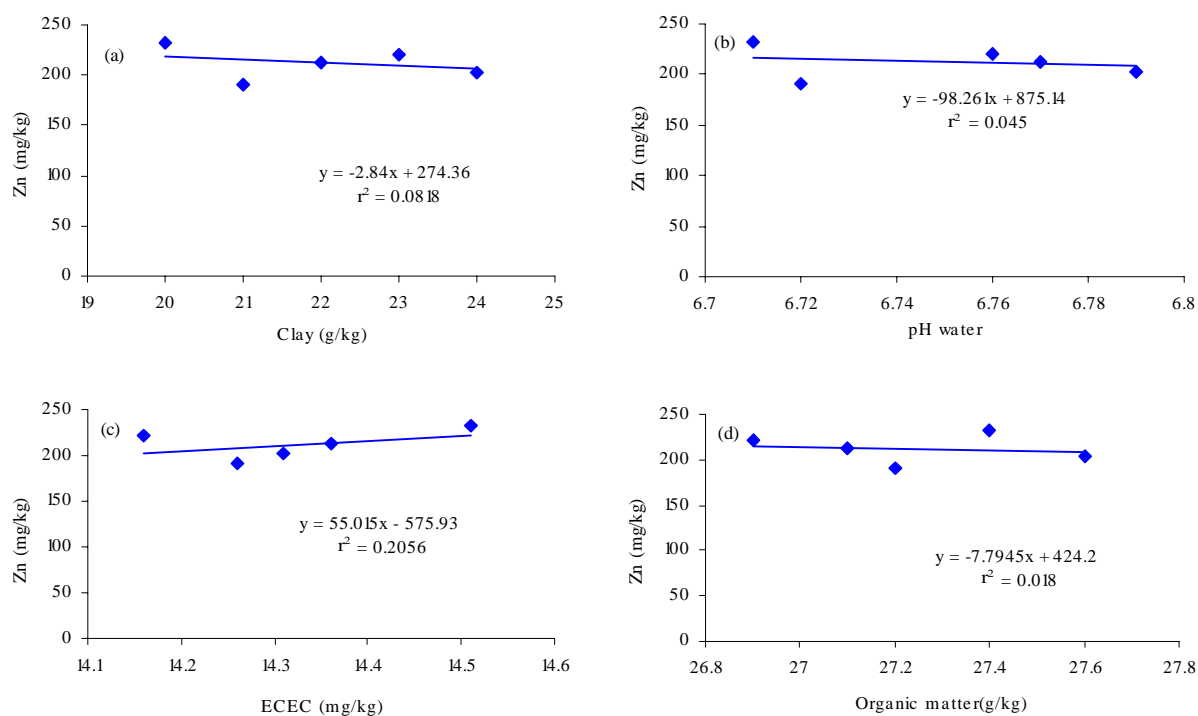 (a)
250
200
150
100
50
0
Zn (mg/kg)
y = -2.84x + 274.36
r² = 0.0818
19 20 21 22 23 24 25
Clay (g/kg)
(b)
250
200
150
100
50
0
Zn (mg/kg)
y = -98.261x + 875.14
r² = 0.045
6.7 6.72 6.74 6.76 6.78 6.8
pH water
(c)
250
200
150
100
50
0
Zn (mg/kg)
y = 55.015x - 575.93
r² = 0.2056
14.1 14.2 14.3 14.4 14.5 14.6
ECEC (mg/kg)
(d)
250
200
150
100
50
0
Zn (mg/kg)
y = -7.7945x + 424.2
r² = 0.018
26.8 27 27.2 27.4 27.6 27.8
Organic matter(g/kg)